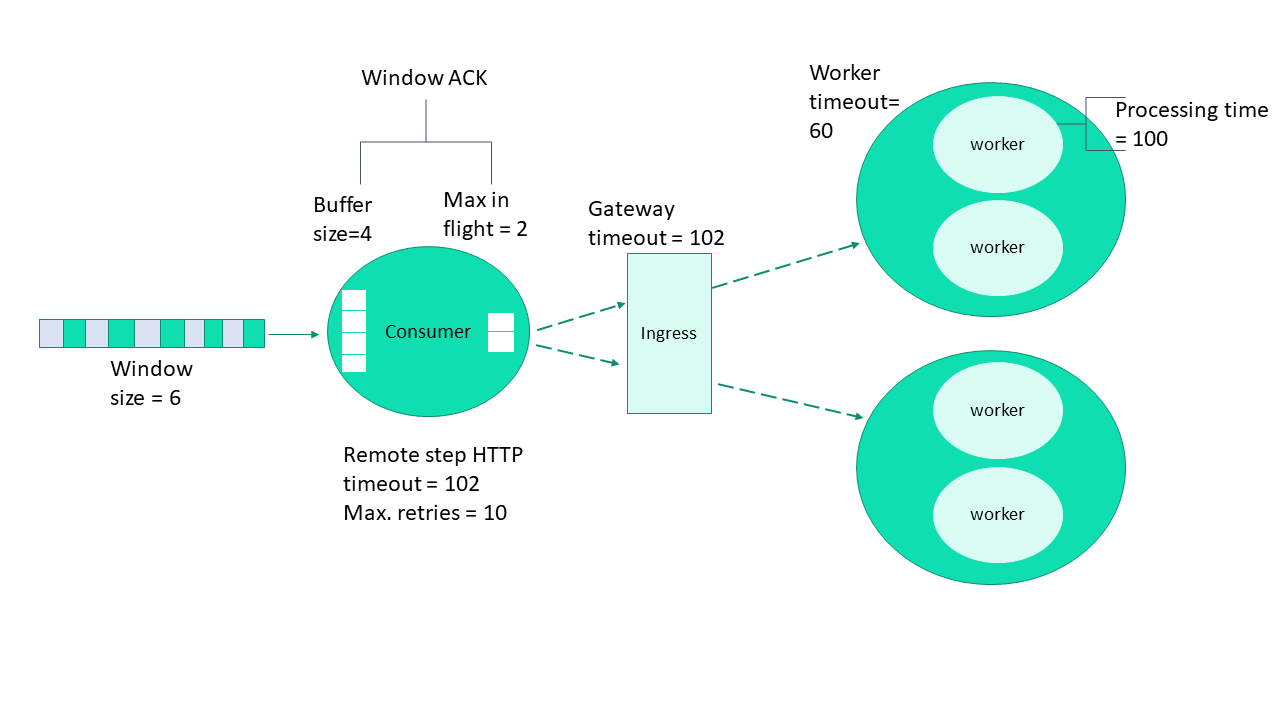 Window ACK
Buffer
size=4
Max in
flight = 2
Window
size = 6
Consumer
Remote step HTTP
timeout = 102
Max. retries = 10
Gateway
timeout = 102
Ingress
Worker
timeout=
60
worker
Processing time
= 100
worker
worker
worker